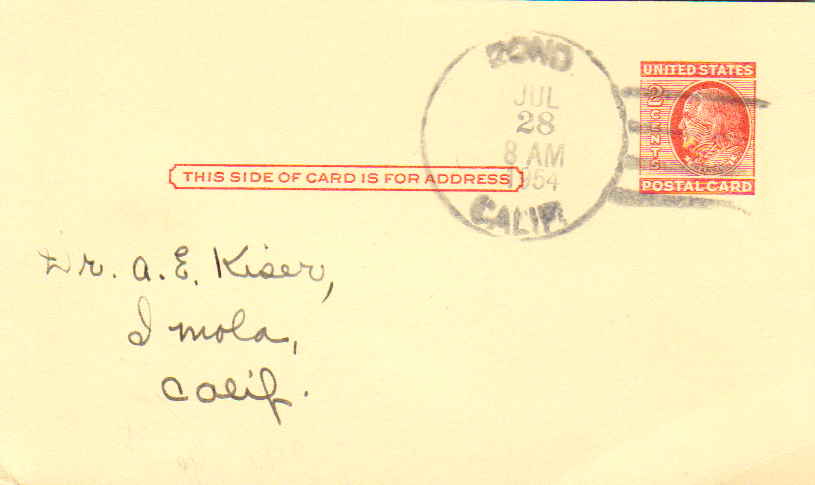 POND
JUL
28
8 AM
1954
CALIF.
UNITED STATES
2 CENTS
POSTAL CARD
THIS SIDE OF CARD IS FOR ADDRESS
Dr. A. E. Kiser,
Imola,
Calif.